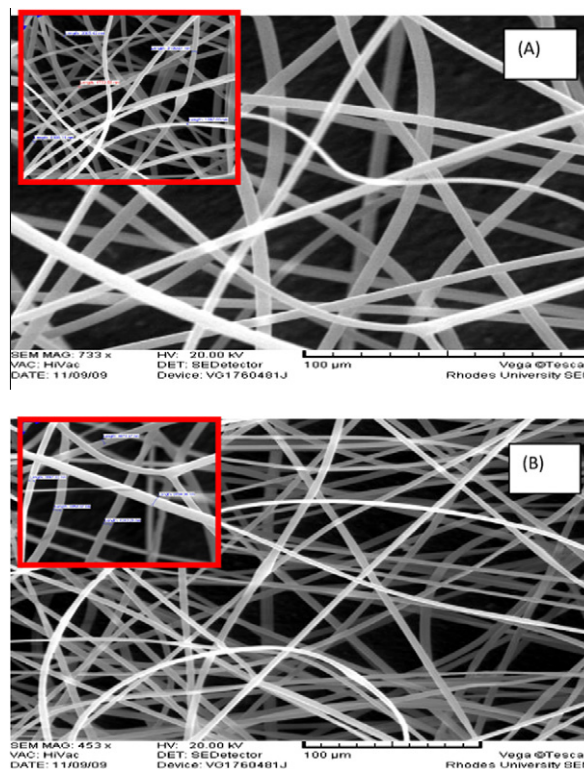 (A)
SEM MAG: 733 x HV: 20.00 kV
VAC: HiVac DET: SEDetector 100 µm Vega ©Tesca
DATE: 11/09/09 Device: VG1760481J Rhodes University SE
(B)
SEM MAG: 453 x HV: 20.00 kV
VAC: HiVac DET: SEDetector 100 µm Vega ©Tesca
DATE: 11/09/09 Device: VG1760481J Rhodes University SE